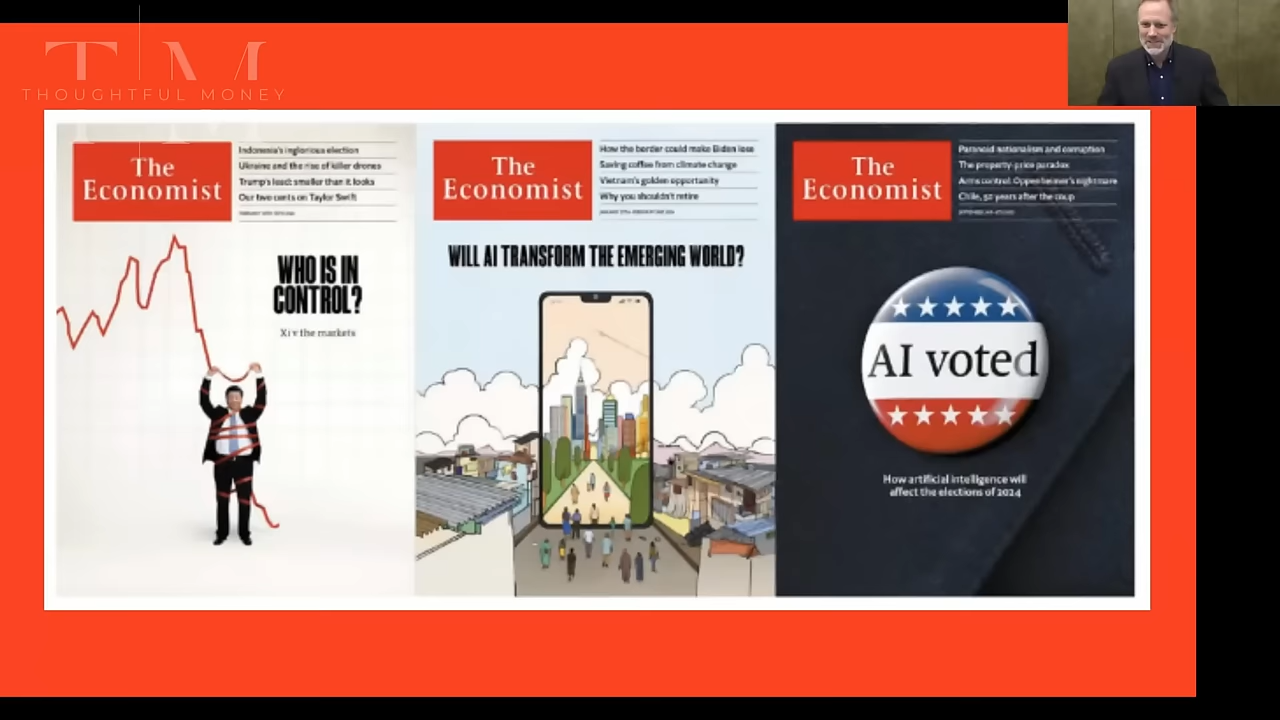 TM
THOUGHTFUL MONEY
The
Economist
Indonesia's inglorious election
Ukraine and the rise of killer drones
Trump's lead: smaller than it looks
Our two cents on Taylor Swift
WHO IS IN
CONTROL?
Xi v the markets
The
Economist
How the border could make Biden lose
Saving coffee from climate change
Vietnam's golden opportunity
Why you shouldn't retire
WILL AI TRANSFORM THE EMERGING WORLD?
The
Economist
Paranoid nationalism and corruption
The property-price paradox
Arms control: Oppenheimer's nightmare
Chile, 50 years after the coup
AI voted
How artificial intelligence will
affect the elections of 2024